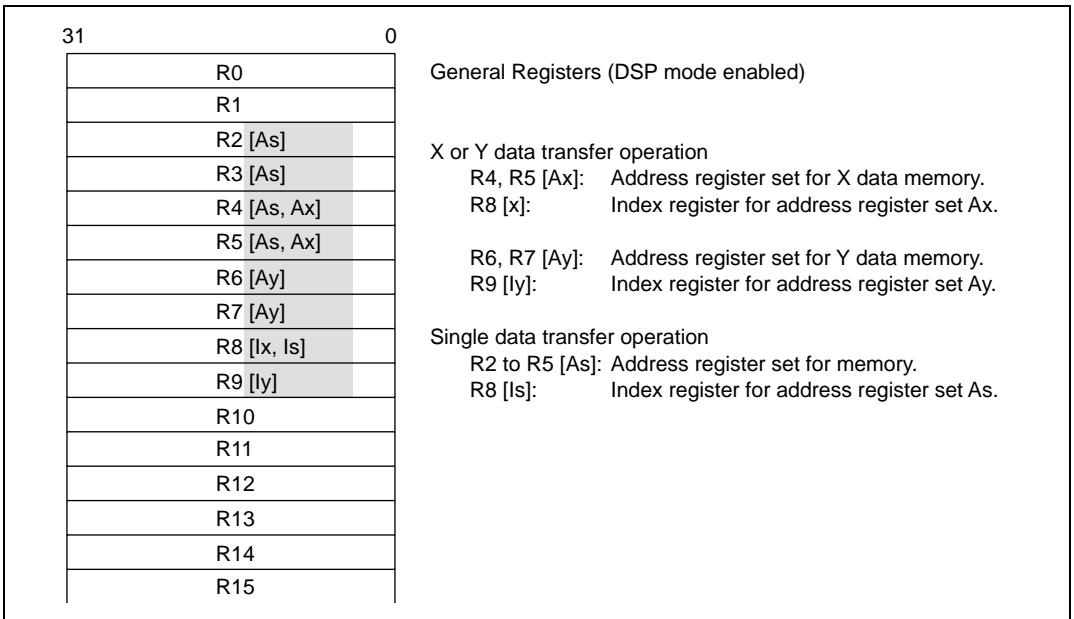 31 0
R0
R1
R2 [As]
R3 [As]
R4 [As, Ax]
R5 [As, Ax]
R6 [Ay]
R7 [Ay]
R8 [Ix, Is]
R9 [Iy]
R10
R11
R12
R13
R14
R15
General Registers (DSP mode enabled)
X or Y data transfer operation
R4, R5 [Ax]: Address register set for X data memory.
R8 [x]: Index register for address register set Ax.
R6, R7 [Ay]: Address register set for Y data memory.
R9 [Iy]: Index register for address register set Ay.
Single data transfer operation
R2 to R5 [As]: Address register set for memory.
R8 [Is]: Index register for address register set As.